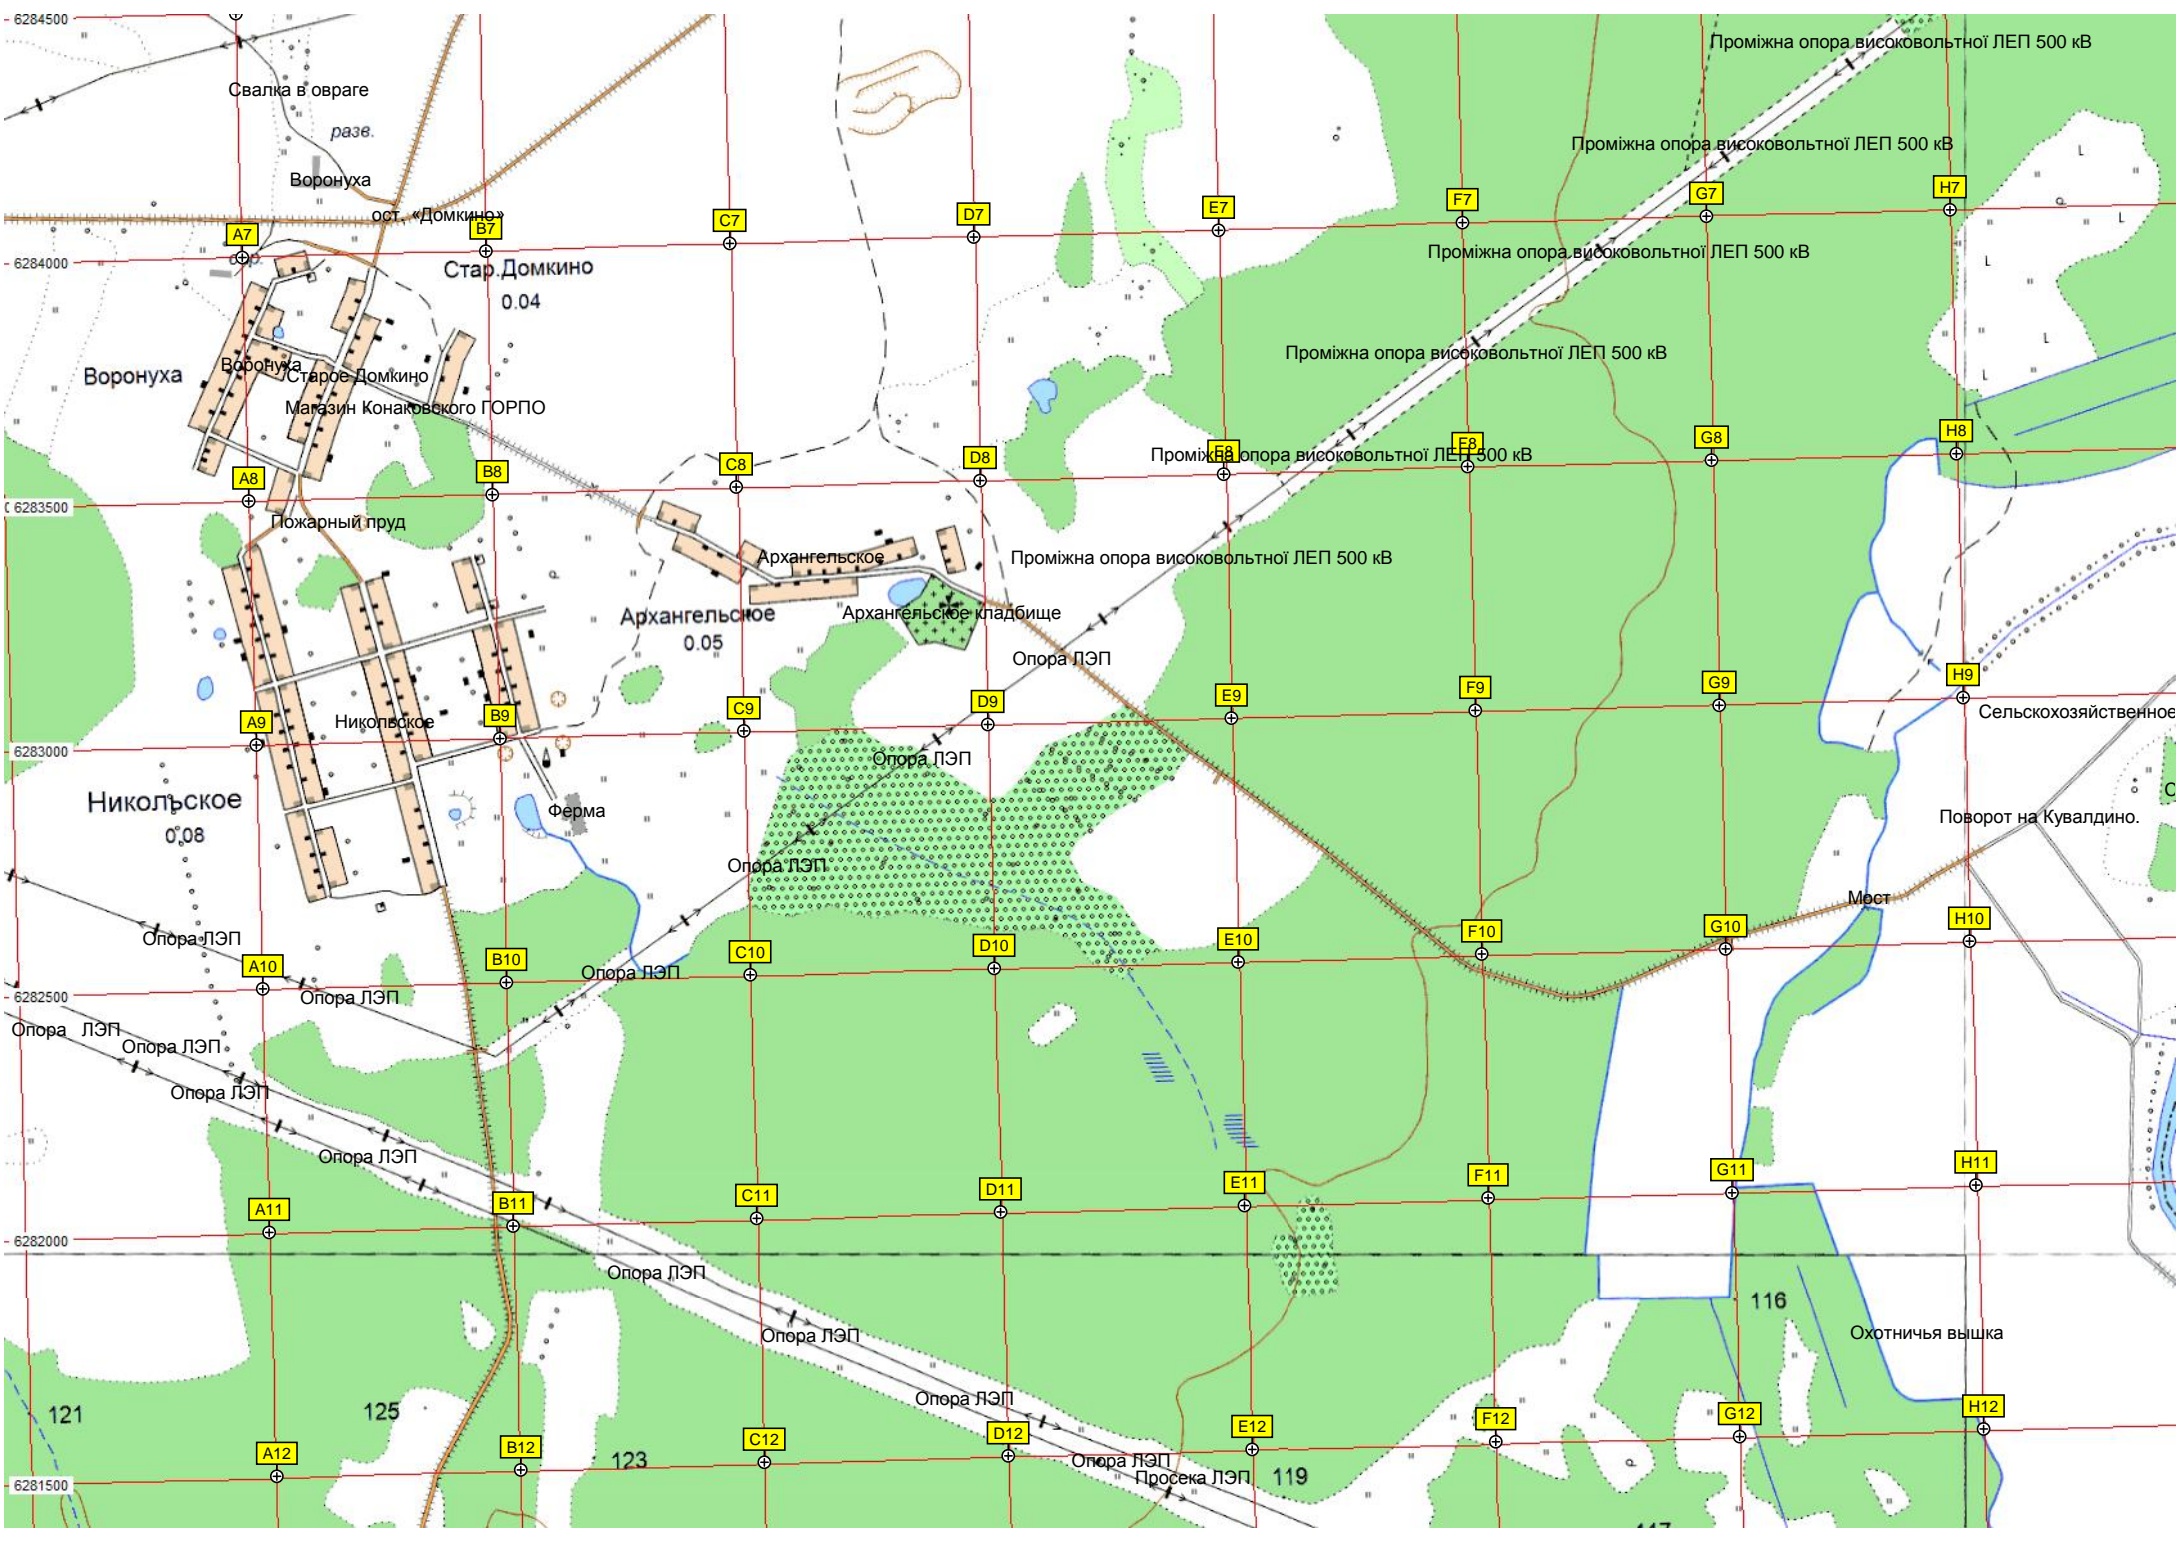 6284500
Проміжна опора високовольтної ЛЕП 500 кВ
Свалка в овраге
разв.
Проміжна опора високовольтної ЛЕП 500 кВ
Воронуха
ост. «Домкино»
A7
B7
C7
D7
E7
F7
G7
H7
6284000
Стар.Домкино
0.04
Проміжна опора високовольтної ЛЕП 500 кВ
Проміжна опора високовольтної ЛЕП 500 кВ
Воронуха
Воронуха
Старое Домкино
Магазин Конаковского ГОРПО
Проміжна опора високовольтної ЛЕП 500 кВ
A8
B8
C8
D8
E8
F8
G8
H8
6283500
Пожарный пруд
Архангельское
Проміжна опора високовольтної ЛЕП 500 кВ
Архангельское
0.05
Архангельское кладбище
Опора ЛЭП
A9
B9
C9
D9
E9
F9
G9
H9
Никольское
Сельскохозяйственное
6283000
Опора ЛЭП
Никольское
0.08
Ферма
Поворот на Кувалдино.
С
Опора ЛЭП
Мост
Опора ЛЭП
A10
B10
C10
D10
E10
F10
G10
H10
Опора ЛЭП
6282500
Опора ЛЭП
Опора ЛЭП
Опора ЛЭП
Опора ЛЭП
Опора ЛЭП
A11
B11
C11
D11
E11
F11
G11
H11
6282000
Опора ЛЭП
116
Опора ЛЭП
Охотничья вышка
Опора ЛЭП
121
125
A12
B12
C12
D12
E12
F12
G12
H12
123
Опора ЛЭП
Просека ЛЭП
119
6281500